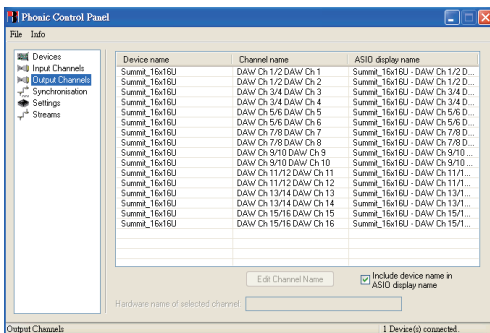 Phonic Control Panel
File Info
Devices
Input Channels
Output Channels
Synchronisation
Settings
Streams
Device name Channel name ASIO display name
Summit_16x16U DAW Ch 1/2 DAW Ch 1 Summit_16x16U - DAW Ch 1/2 D...
Summit_16x16U DAW Ch 1/2 DAW Ch 2 Summit_16x16U - DAW Ch 1/2 D...
Summit_16x16U DAW Ch 3/4 DAW Ch 3 Summit_16x16U - DAW Ch 3/4 D...
Summit_16x16U DAW Ch 3/4 DAW Ch 4 Summit_16x16U - DAW Ch 3/4 D...
Summit_16x16U DAW Ch 5/6 DAW Ch 5 Summit_16x16U - DAW Ch 5/6 D...
Summit_16x16U DAW Ch 5/6 DAW Ch 6 Summit_16x16U - DAW Ch 5/6 D...
Summit_16x16U DAW Ch 7/8 DAW Ch 7 Summit_16x16U - DAW Ch 7/8 D...
Summit_16x16U DAW Ch 7/8 DAW Ch 8 Summit_16x16U - DAW Ch 7/8 D...
Summit_16x16U DAW Ch 9/10 DAW Ch 9 Summit_16x16U - DAW Ch 9/10 ...
Summit_16x16U DAW Ch 9/10 DAW Ch 10 Summit_16x16U - DAW Ch 9/10 ...
Summit_16x16U DAW Ch 11/12 DAW Ch 11 Summit_16x16U - DAW Ch 11/1...
Summit_16x16U DAW Ch 11/12 DAW Ch 12 Summit_16x16U - DAW Ch 11/1...
Summit_16x16U DAW Ch 13/14 DAW Ch 13 Summit_16x16U - DAW Ch 13/1...
Summit_16x16U DAW Ch 13/14 DAW Ch 14 Summit_16x16U - DAW Ch 13/1...
Summit_16x16U DAW Ch 15/16 DAW Ch 15 Summit_16x16U - DAW Ch 15/1...
Summit_16x16U DAW Ch 15/16 DAW Ch 16 Summit_16x16U - DAW Ch 15/1...
Edit Channel Name
Include device name in
ASIO display name
Hardware name of selected channel:
Output Channels 1 Device(s) connected.